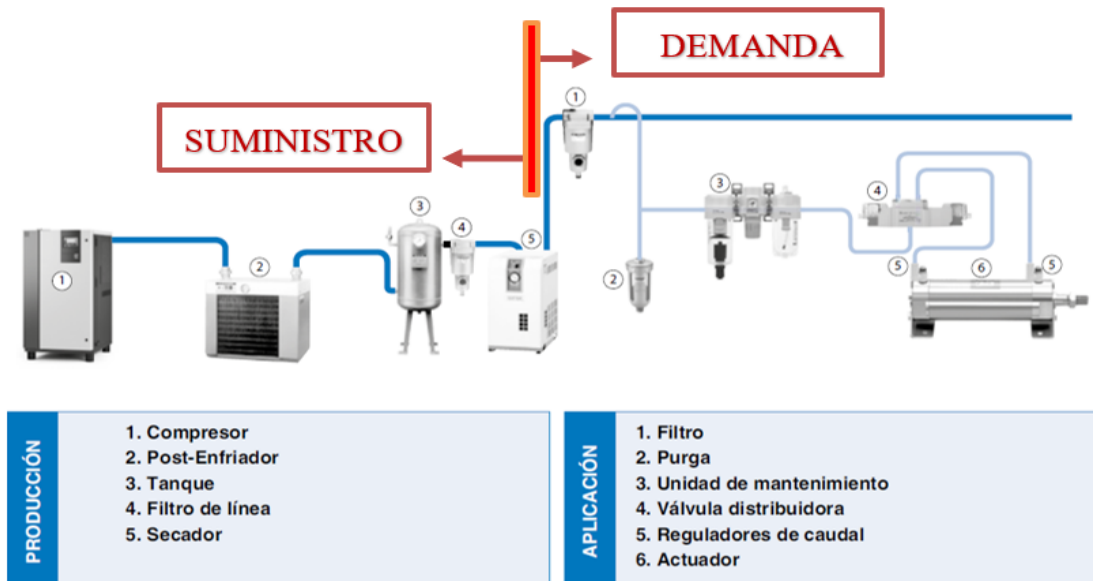 DEMANDA
SUMINISTRO
1
3
3
4
4
5
2
1
5
6
5
2
PRODUCCIÓN
1. Compresor
2. Post-Enfriador
3. Tanque
4. Filtro de línea
5. Secador
APLICACIÓN
1. Filtro
2. Purga
3. Unidad de mantenimiento
4. Válvula distribuidora
5. Reguladores de caudal
6. Actuador